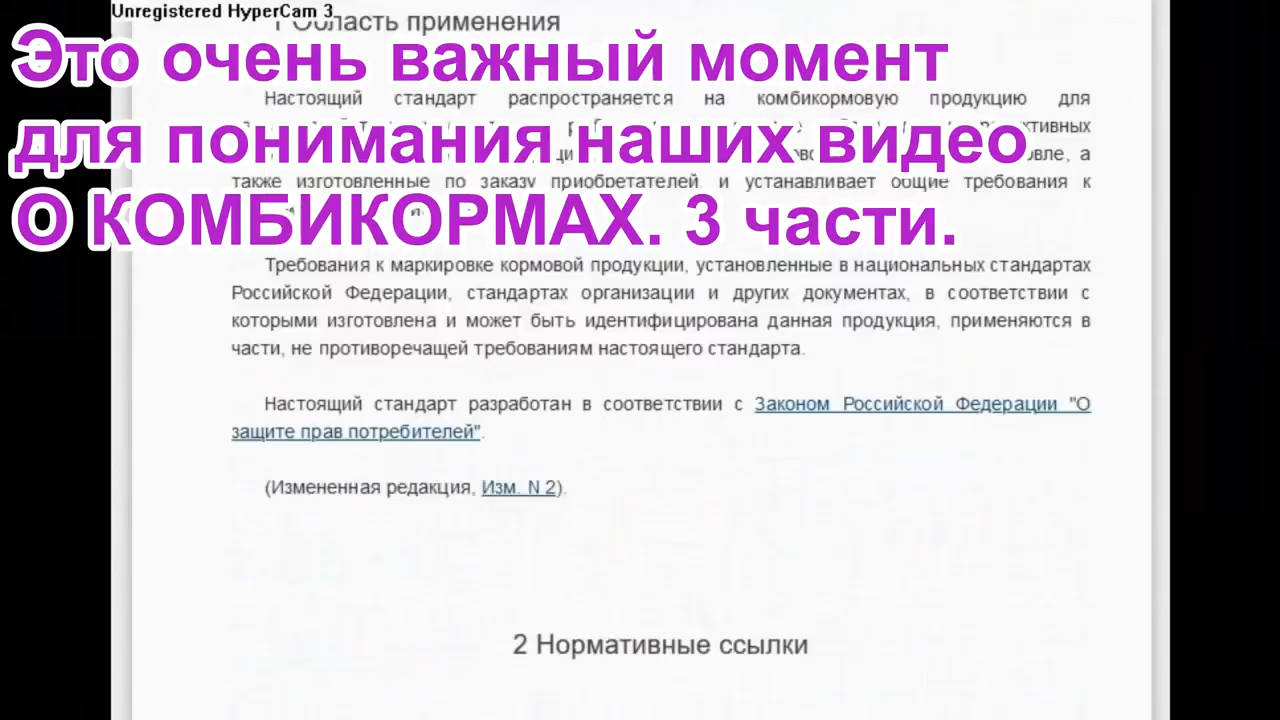 Unregistered HyperCam 3
Область применения
Это очень важный момент
Настоящий стандарт распространяется на комбикормовую продукцию для
для понимания наших видео
также изготовленные по заказу приобретателей, и устанавливает общие требования к
О КОМБИКОРМАХ. 3 части.
Требования к маркировке кормовой продукции, установленные в национальных стандартах
Российской Федерации, стандартах организации и других документах, в соответствии с
которыми изготовлена и может быть идентифицирована данная продукция, применяются в
части, не противоречащей требованиям настоящего стандарта.
Настоящий стандарт разработан в соответствии с Законом Российской Федерации "О
защите прав потребителей".
(Измененная редакция, Изм. N 2).
2 Нормативные ссылки